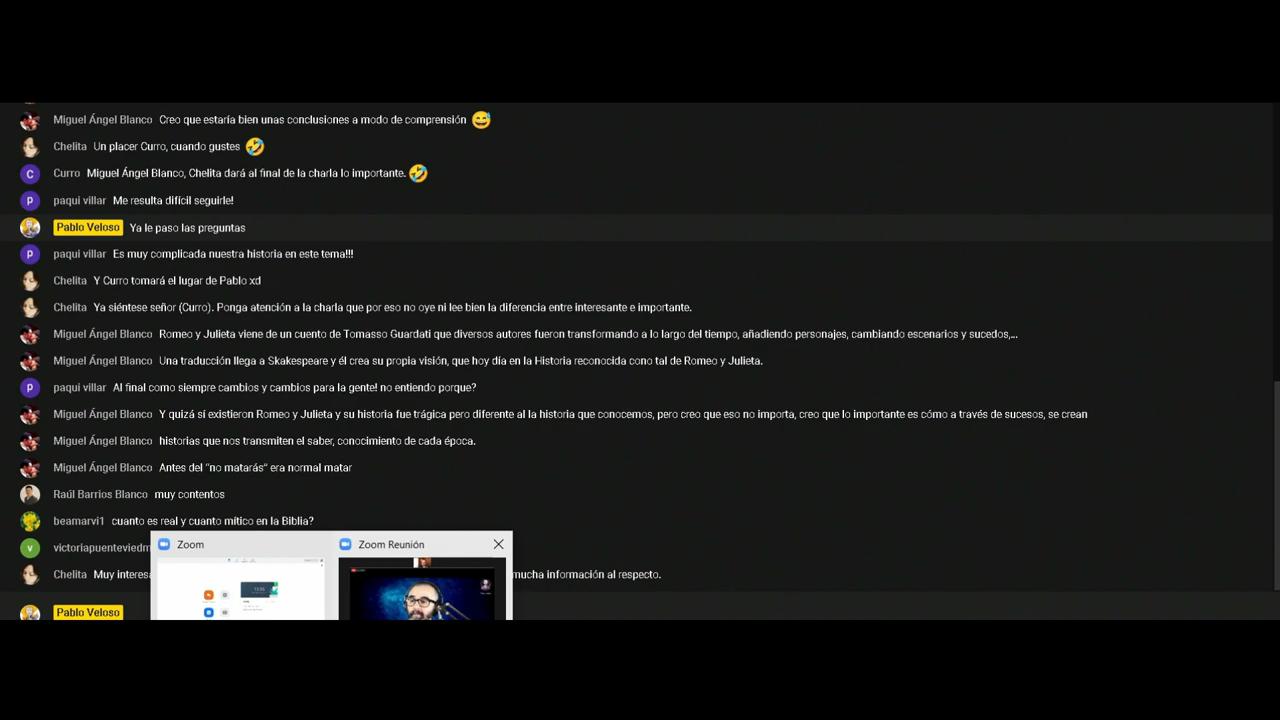 Miguel Ángel Blanco Creo que estaría bien unas conclusiones a modo de comprensión 😅
Chelita Un placer Curro, cuando gustes 🤣
C Curro Miguel Ángel Blanco, Chelita dará al final de la charla lo importante. 🤣
p paqui villar Me resulta difícil seguirle!
Pablo Veloso Ya le paso las preguntas
p paqui villar Es muy complicada nuestra historia en este tema!!!
Chelita Y Curro tomará el lugar de Pablo xd
Chelita Ya siéntese señor (Curro). Ponga atención a la charla que por eso no oye ni lee bien la diferencia entre interesante e importante.
Miguel Ángel Blanco Romeo y Julieta viene de un cuento de Tomasso Guardati que diversos autores fueron transformando a lo largo del tiempo, añadiendo personajes, cambiando escenarios y sucedos,...
Miguel Ángel Blanco Una traducción llega a Skakespeare y él crea su propia visión, que hoy día en la Historia reconocida cono tal de Romeo y Julieta.
p paqui villar Al final como siempre cambios y cambios para la gente! no entiendo porque?
Miguel Ángel Blanco Y quizá sí existieron Romeo y Julieta y su historia fue trágica pero diferente al la historia que conocemos, pero creo que eso no importa, creo que lo importante es cómo a través de sucesos, se crean
Miguel Ángel Blanco historias que nos transmiten el saber, conocimiento de cada época.
Miguel Ángel Blanco Antes del "no matarás" era normal matar
Raúl Barrios Blanco muy contentos
beamarvi1 cuanto es real y cuanto mítico en la Biblia?
v victoriapuenteviedm
Zoom
Zoom Reunión
Chelita Muy interesa
mucha información al respecto.
Pablo Veloso